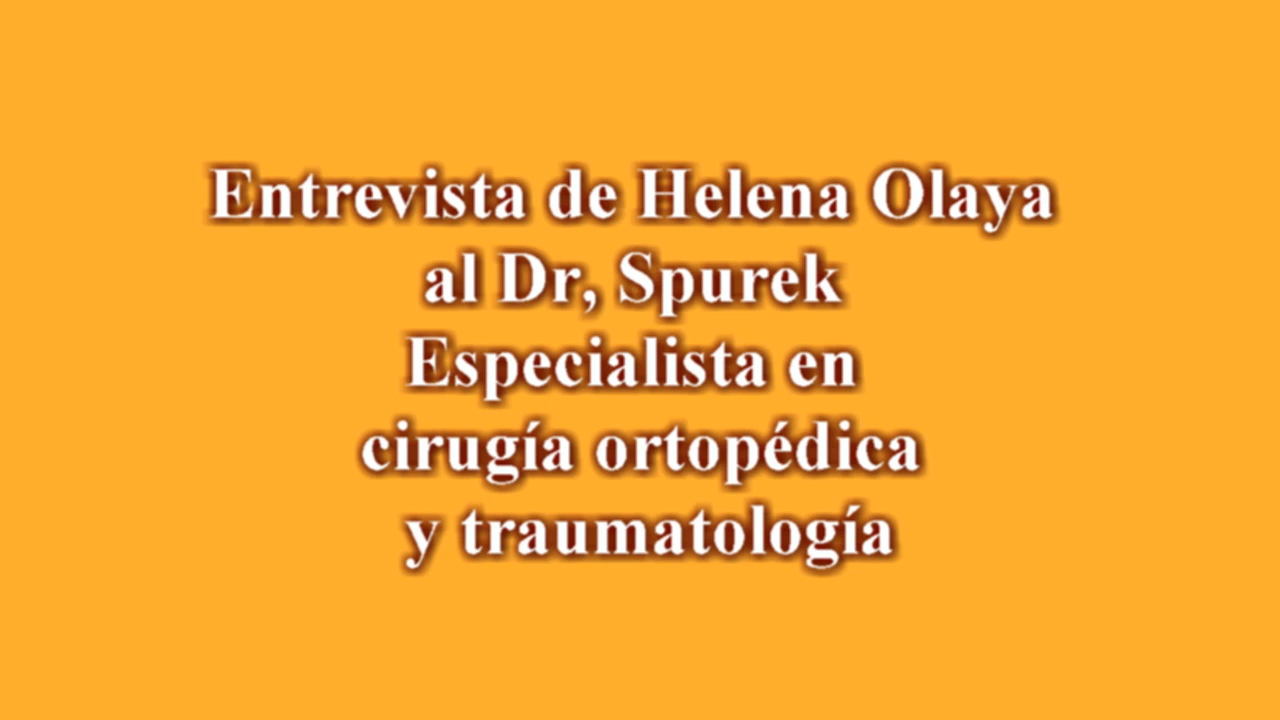 Entrevista de Helena Olaya
al Dr, Spurek
Especialista en
cirugía ortopédica
y traumatología